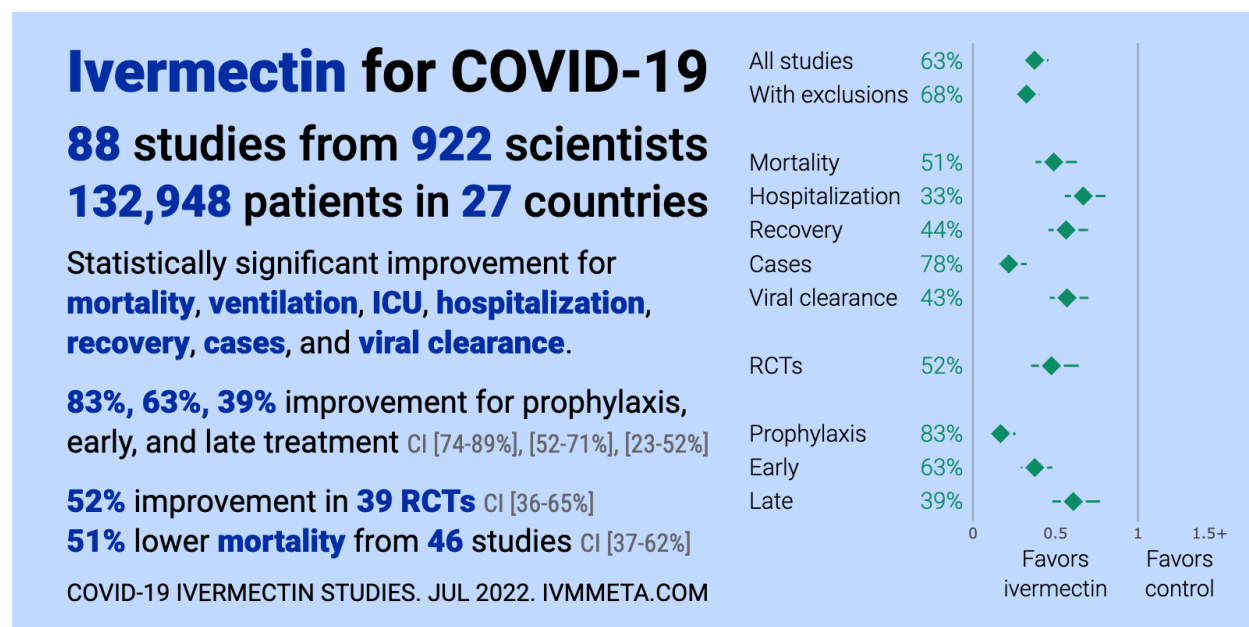 Ivermectin for COVID-19
88 studies from 922 scientists
132,948 patients in 27 countries
Statistically significant improvement for
mortality, ventilation, ICU, hospitalization,
recovery, cases, and viral clearance.
83%, 63%, 39% improvement for prophylaxis,
early, and late treatment CI [74-89%], [52-71%], [23-52%]
52% improvement in 39 RCTs CI [36-65%]
51% lower mortality from 46 studies CI [37-62%]
COVID-19 IVERMECTIN STUDIES. JUL 2022. IVMMETA.COM
All studies 63%
With exclusions 68%
Mortality 51%
Hospitalization 33%
Recovery 44%
Cases 78%
Viral clearance 43%
RCTs 52%
Prophylaxis 83%
Early 63%
Late 39%
0 0.5 1 1.5+
Favors Favors
ivermectin control